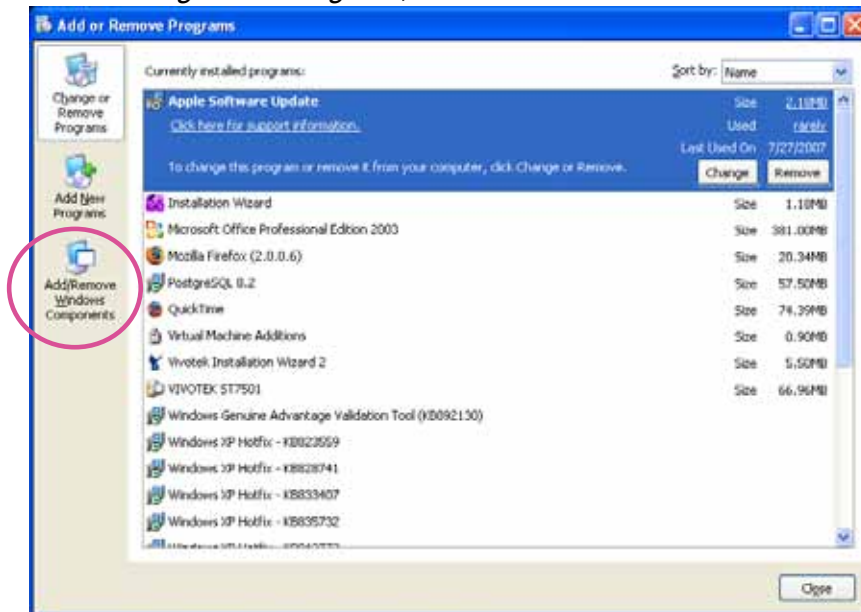 Add or Remove Programs
Change or Remove Programs
Add New Programs
Add/Remove Windows Components
Currently installed programs:
Sort by: Name
Apple Software Update Size 2.18MB
Click here for support information. Used rarely
Last Used On 7/27/2007
To change this program or remove it from your computer, click Change or Remove. Change Remove
Installation Wizard Size 1.10MB
Microsoft Office Professional Edition 2003 Size 381.00MB
Mozilla Firefox (2.0.0.6) Size 20.34MB
PostgreSQL 8.2 Size 57.50MB
QuickTime Size 74.39MB
Virtual Machine Additions Size 0.90MB
Vivotek Installation Wizard 2 Size 5.50MB
VIVOTEK ST7501 Size 66.96MB
Windows Genuine Advantage Validation Tool (KB892130)
Windows XP Hotfix - KB823559
Windows XP Hotfix - KB828741
Windows XP Hotfix - KB833407
Windows XP Hotfix - KB835732
Close